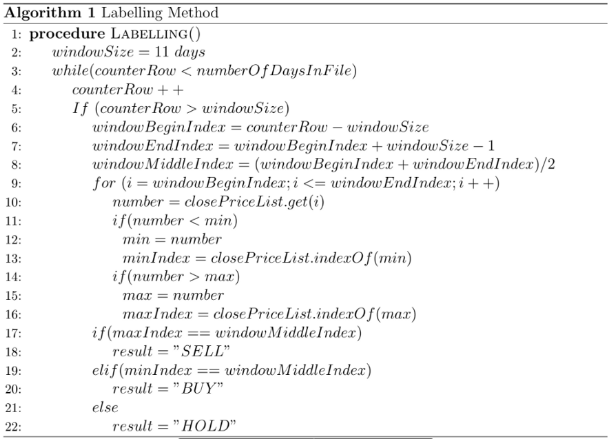 Algorithm 1 Labelling Method
1: procedure LABELLING()
2: windowSize = 11 days
3: while(counterRow < numberOfDaysInFile)
4: counterRow + +
5: If (counterRow > windowSize)
6: windowBeginIndex = counterRow − windowSize
7: windowEndIndex = windowBeginIndex + windowSize − 1
8: windowMiddleIndex = (windowBeginIndex + windowEndIndex)/2
9: for (i = windowBeginIndex; i <= windowEndIndex; i + +)
10: number = closePriceList.get(i)
11: if(number < min)
12: min = number
13: minIndex = closePriceList.indexOf(min)
14: if(number > max)
15: max = number
16: maxIndex = closePriceList.indexOf(max)
17: if(maxIndex == windowMiddleIndex)
18: result = "SELL"
19: elif(minIndex == windowMiddleIndex)
20: result = "BUY"
21: else
22: result = "HOLD"